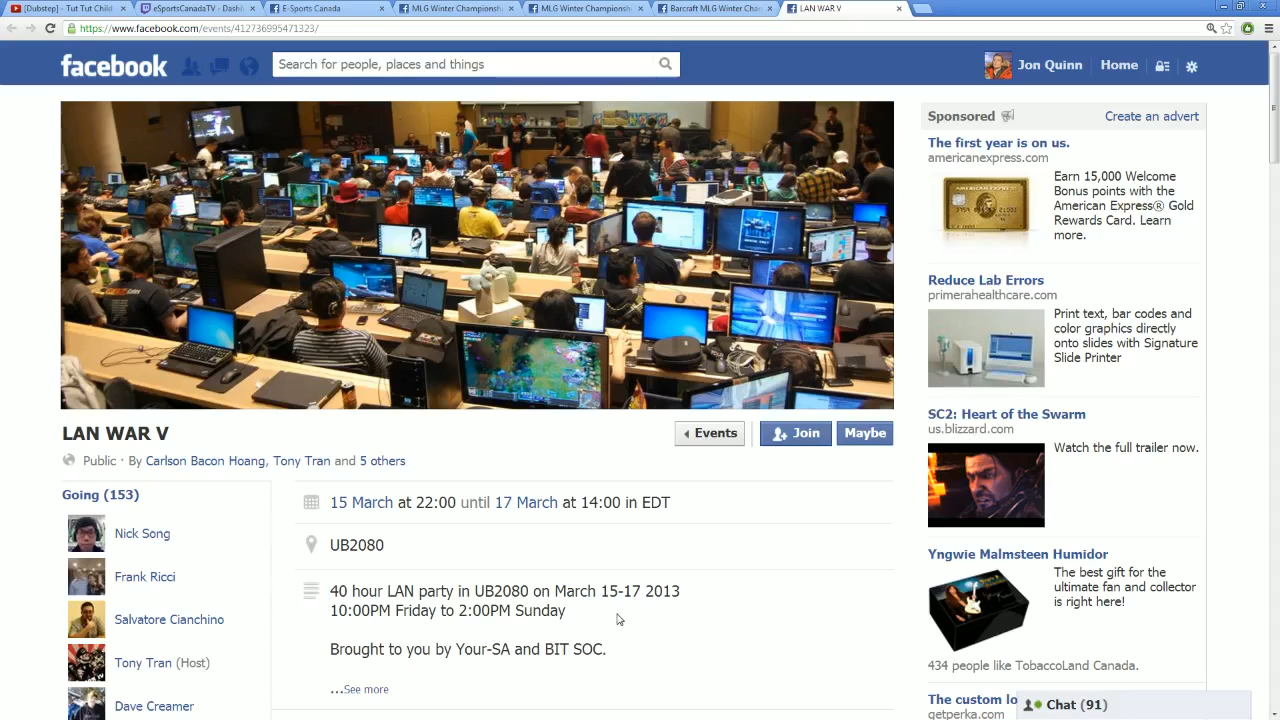 [Dubstep] - Tut Tut Child
eSportsCanadaTV - Dashb
E-Sports Canada
MLG Winter Championshi
MLG Winter Championshi
Barcraft MLG Winter Cham
LAN WAR V
https://www.facebook.com/events/412736995471323/
facebook
Search for people, places and things
Jon Quinn
Home
Sponsored
Create an advert
The first year is on us.
americanexpress.com
Earn 15,000 Welcome
Bonus points with the
American Express® Gold
Rewards Card. Learn
more.
AMERICAN EXPRESS
Reduce Lab Errors
primerahealthcare.com
Print text, bar codes and
color graphics directly
onto slides with Signature
Slide Printer
SC2: Heart of the Swarm
us.blizzard.com
Watch the full trailer now.
Yngwie Malmsteen Humidor
The best gift for the
ultimate fan and collector
is right here!
434 people like TobaccoLand Canada.
The custom lo
getperka.com
LAN WAR V
Events
Join
Maybe
Public · By Carlson Bacon Hoang, Tony Tran and 5 others
Going (153)
Nick Song
Frank Ricci
Salvatore Cianchino
Tony Tran (Host)
Dave Creamer
15 March at 22:00 until 17 March at 14:00 in EDT
UB2080
40 hour LAN party in UB2080 on March 15-17 2013
10:00PM Friday to 2:00PM Sunday
Brought to you by Your-SA and BIT SOC.
...See more
Chat (91)